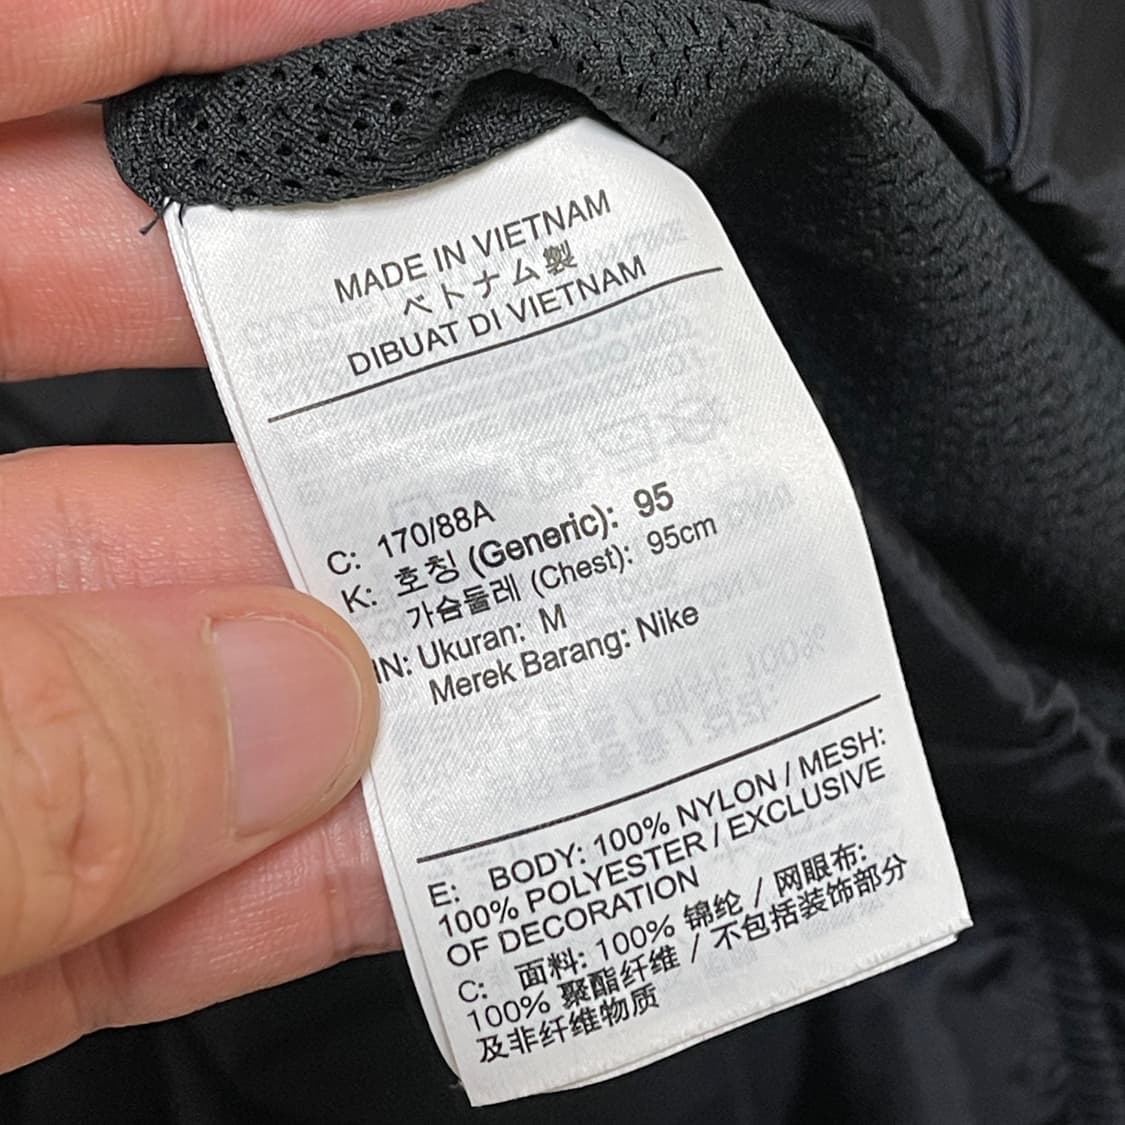 MADE IN VIETNAM
ベトナム製
DIBUAT DI VIETNAM
C: 170/88A
K: 호칭 (Generic): 95
가슴둘레 (Chest): 95cm
IN: Ukuran: M
Merek Barang: Nike
E: BODY: 100% NYLON / MESH:
100% POLYESTER / EXCLUSIVE
OF DECORATION
C: 面料: 100% 锦纶 / 网眼布:
100% 聚酯纤维 / 不包括装饰部分
及非纤维物质